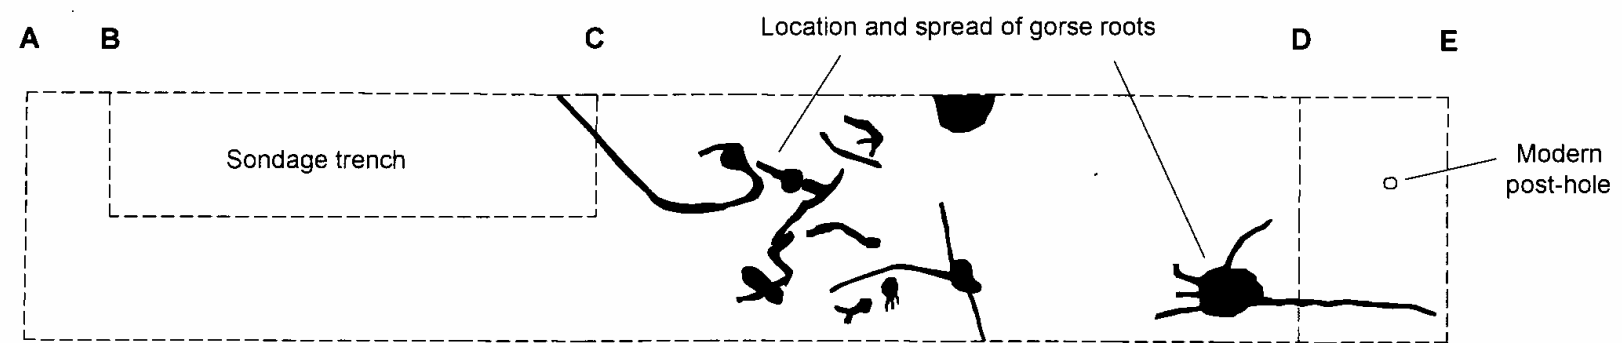 Location and spread of gorse roots
A B C D E
Sondage trench
Modern
post-hole